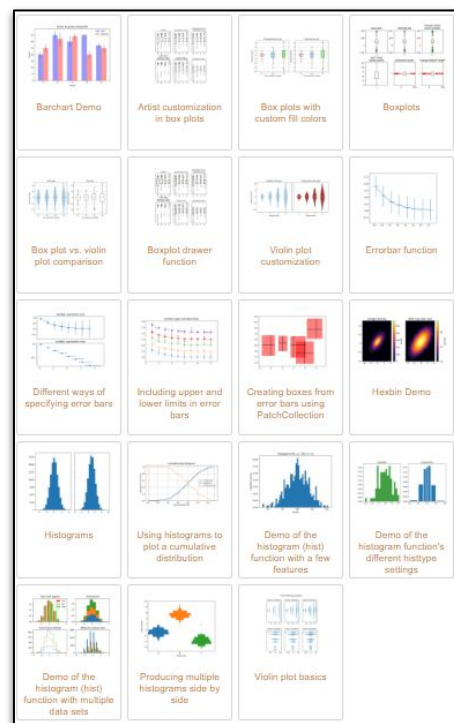 Barchart Demo
Artist customization
in box plots
Box plots with
custom fill colors
Boxplots
Box plot vs. violin
plot comparison
Boxplot drawer
function
Violin plot
customization
Errorbar function
Different ways of
specifying error bars
Including upper and
lower limits in error
bars
Creating boxes from
error bars using
PatchCollection
Hexbin Demo
Histograms
Using histograms to
plot a cumulative
distribution
Demo of the
histogram (hist)
function with a few
features
Demo of the
histogram function's
different histtype
settings
Demo of the
histogram (hist)
function with multiple
data sets
Producing multiple
histograms side by
side
Violin plot basics